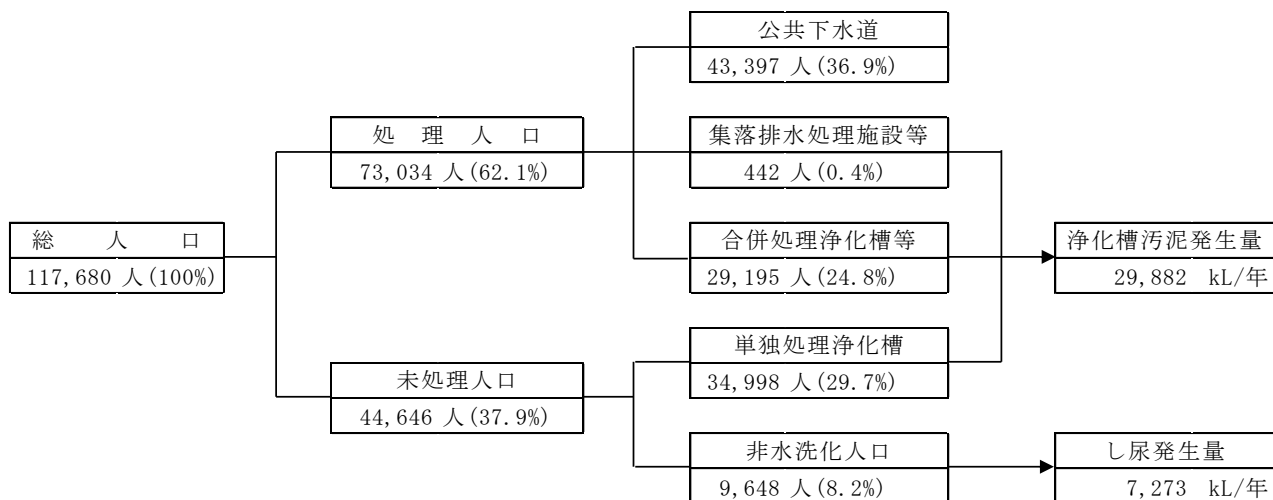 公共下水道
43,397 人(36.9%)
処理人口
73,034 人(62.1%)
集落排水処理施設等
442 人(0.4%)
総人口
117,680 人(100%)
合併処理浄化槽等
29,195 人(24.8%)
浄化槽汚泥発生量
29,882 kL/年
単独処理浄化槽
34,998 人(29.7%)
未処理人口
44,646 人(37.9%)
非水洗化人口
9,648 人(8.2%)
し尿発生量
7,273 kL/年